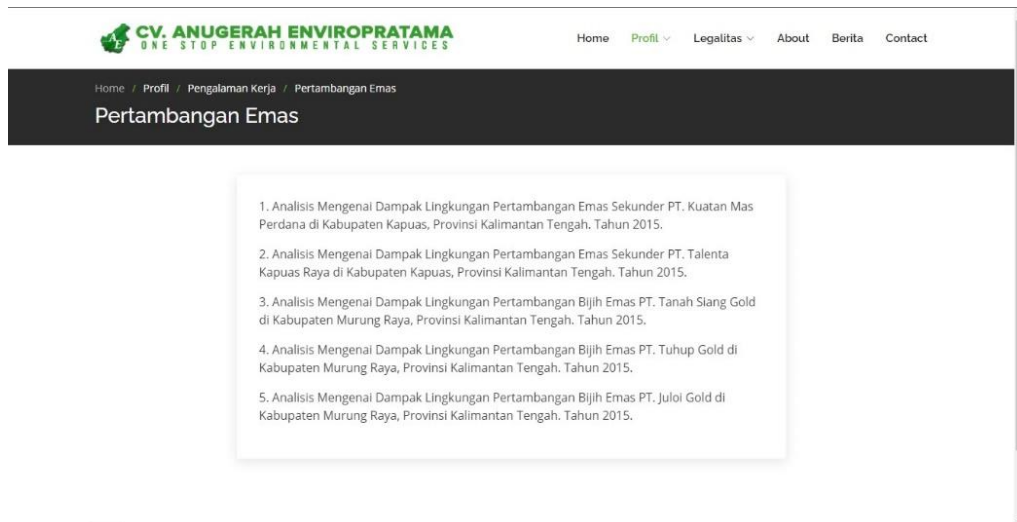 CV. ANUGERAH ENVIROPRATAMA
ONE STOP ENVIRONMENTAL SERVICES
Home Profil Legalitas About Berita Contact
Home / Profil / Pengalaman Kerja / Pertambangan Emas
Pertambangan Emas
1. Analisis Mengenai Dampak Lingkungan Pertambangan Emas Sekunder PT. Kuatan Mas
Perdana di Kabupaten Kapuas, Provinsi Kalimantan Tengah. Tahun 2015.
2. Analisis Mengenai Dampak Lingkungan Pertambangan Emas Sekunder PT. Talenta
Kapuas Raya di Kabupaten Kapuas, Provinsi Kalimantan Tengah. Tahun 2015.
3. Analisis Mengenai Dampak Lingkungan Pertambangan Bijih Emas PT. Tanah Siang Gold
di Kabupaten Murung Raya, Provinsi Kalimantan Tengah. Tahun 2015.
4. Analisis Mengenai Dampak Lingkungan Pertambangan Bijih Emas PT. Tuhup Gold di
Kabupaten Murung Raya, Provinsi Kalimantan Tengah. Tahun 2015.
5. Analisis Mengenai Dampak Lingkungan Pertambangan Bijih Emas PT. Juloi Gold di
Kabupaten Murung Raya, Provinsi Kalimantan Tengah. Tahun 2015.